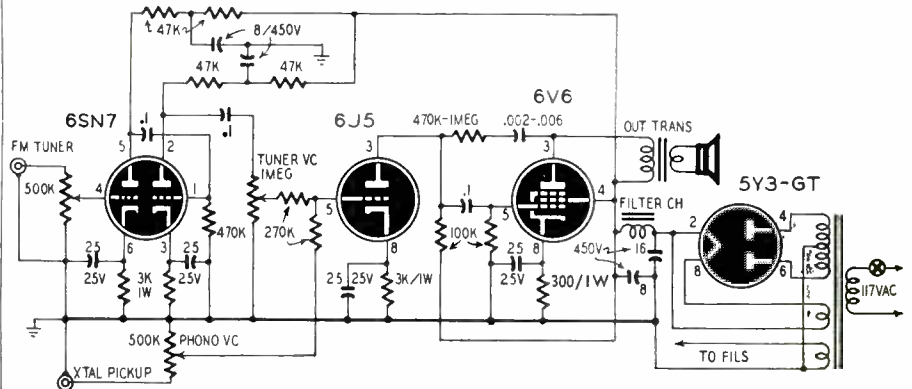 47K
8/450V
47K
47K
6SN7
.1
.1
5
2
6J5
470K-1MEG
.002-.006
6V6
OUT TRANS
5Y3-GT
FM TUNER
500K
4
1
TUNER VC
1MEG
3
3
4
5
5
270K
470K
.1
100K
FILTER CH
450V
16
8
2
4
8
6
117VAC
6
3
25
25V
25
25V
3K
1W
8
25
25V
3K/1W
8
25
25V
300/1W
500K
PHONO VC
XTAL PICKUP
TO FILS